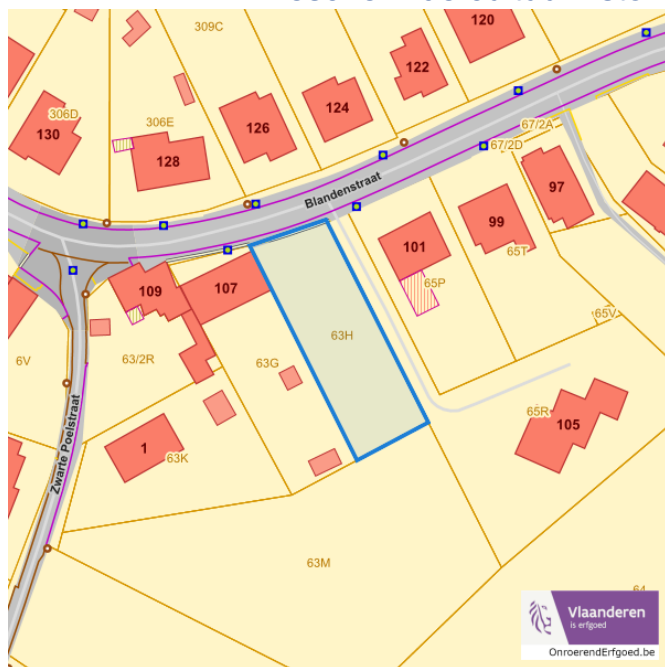 309C
120
122
124
126
306E
128
306D
130
67/2A
67/2D
97
99
65T
Blandenstraat
101
65P
65V
109
107
63H
63G
6V
63/2R
65R
105
1
63K
Zwarte Poelstraat
63M
64
Vlaanderen
is erfgoed
OnroerendErfgoed.be